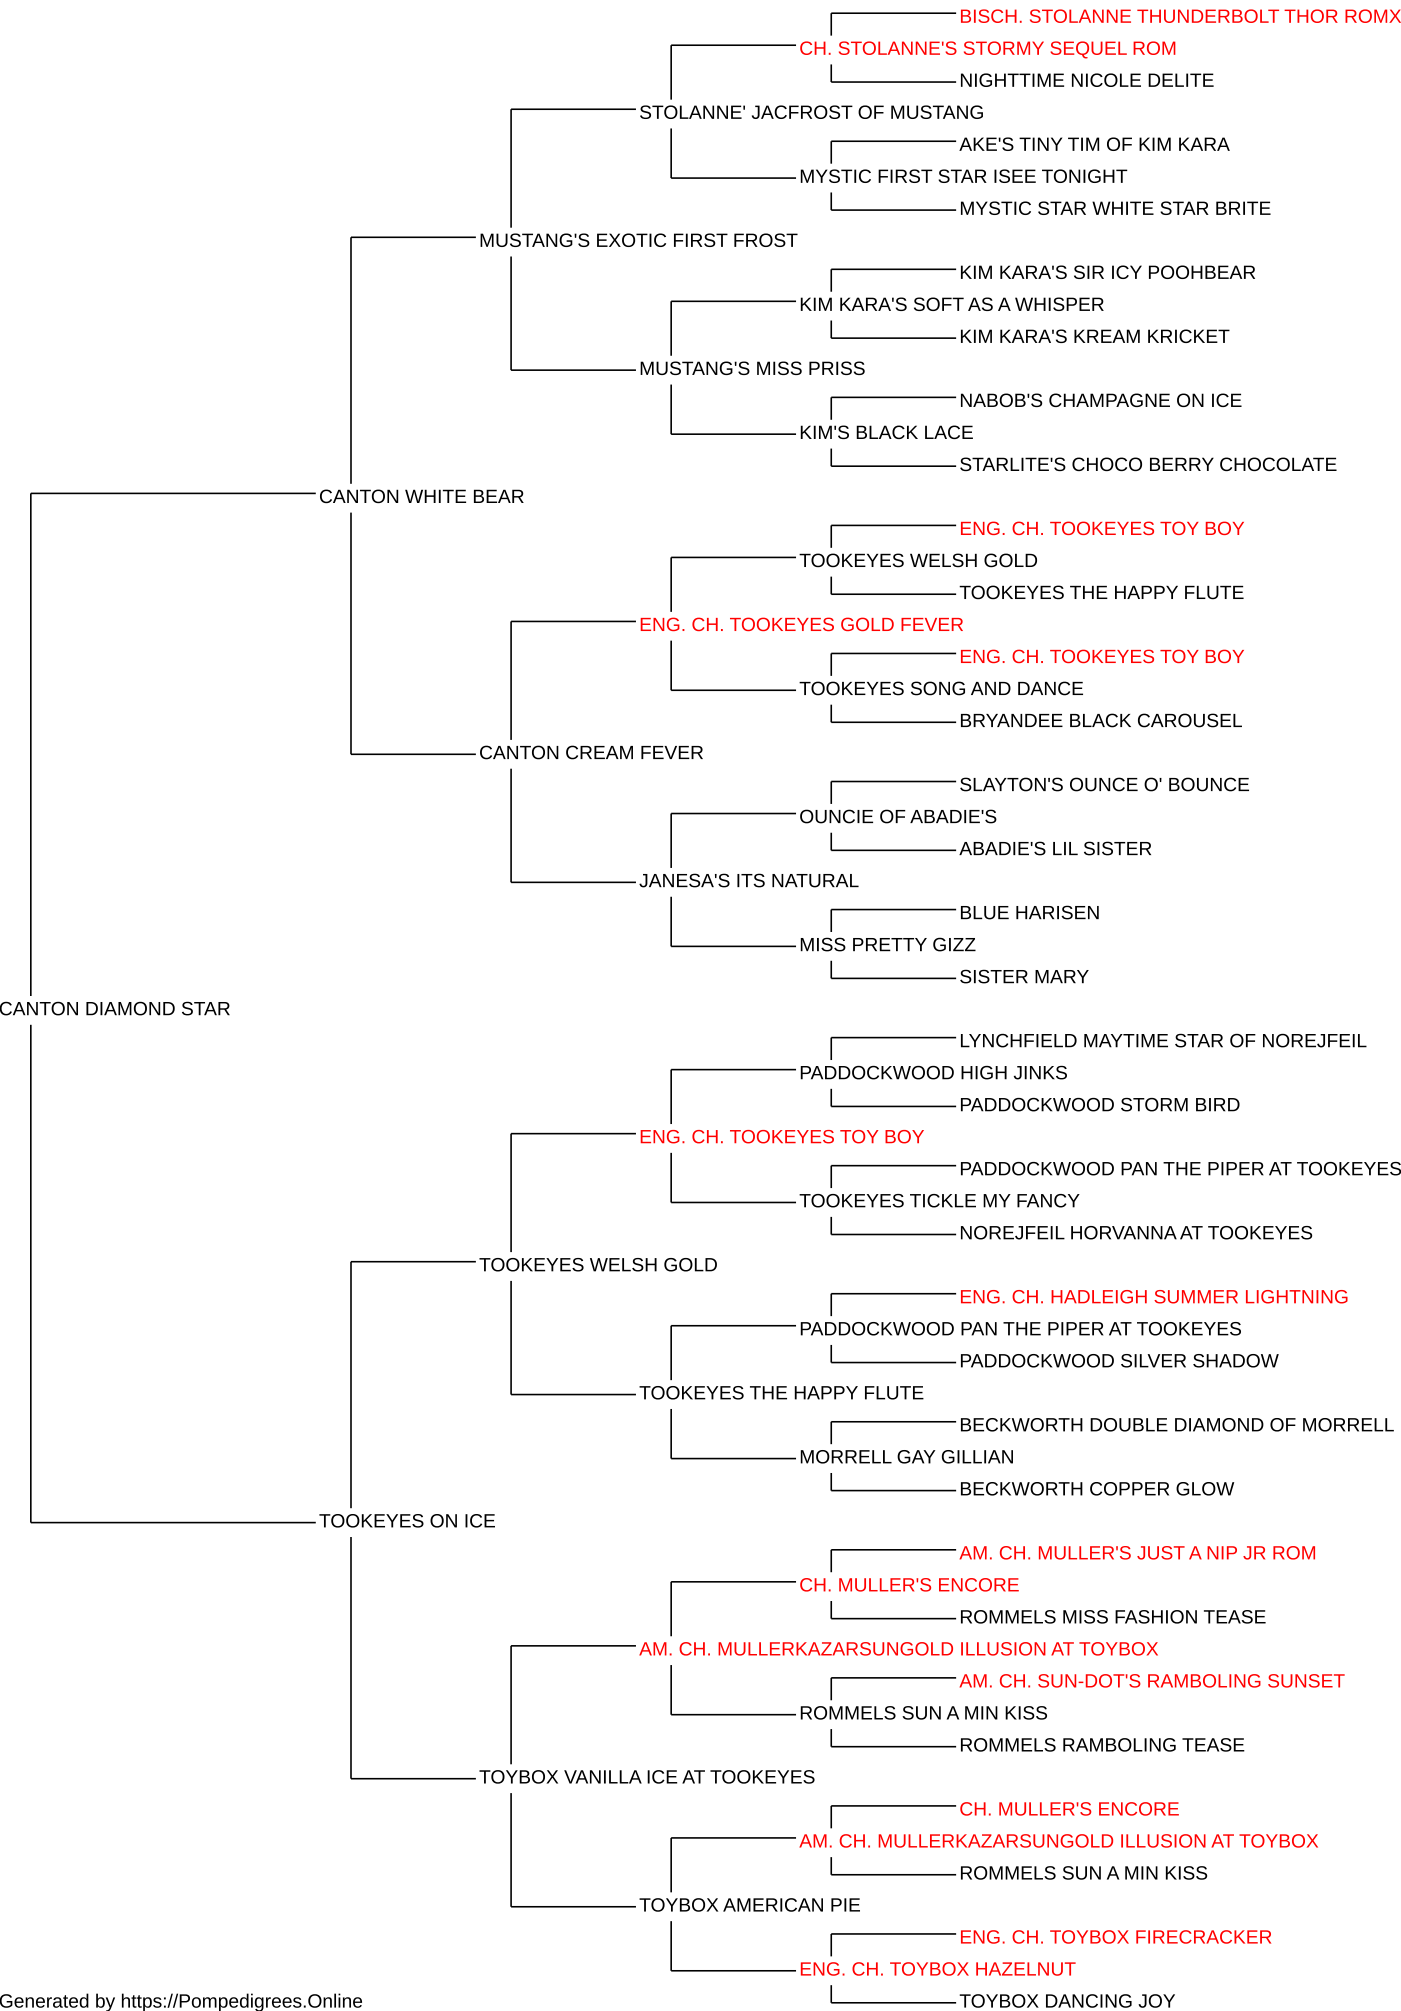 BISCH. STOLANNE THUNDERBOLT THOR ROMX
CH. STOLANNE'S STORMY SEQUEL ROM
NIGHTTIME NICOLE DELITE
STOLANNE' JACFROST OF MUSTANG
AKE'S TINY TIM OF KIM KARA
MYSTIC FIRST STAR ISEE TONIGHT
MYSTIC STAR WHITE STAR BRITE
MUSTANG'S EXOTIC FIRST FROST
KIM KARA'S SIR ICY POOHBEAR
KIM KARA'S SOFT AS A WHISPER
KIM KARA'S KREAM KRICKET
MUSTANG'S MISS PRISS
NABOB'S CHAMPAGNE ON ICE
KIM'S BLACK LACE
STARLITE'S CHOCO BERRY CHOCOLATE
CANTON WHITE BEAR
ENG. CH. TOOKEYES TOY BOY
TOOKEYES WELSH GOLD
TOOKEYES THE HAPPY FLUTE
ENG. CH. TOOKEYES GOLD FEVER
ENG. CH. TOOKEYES TOY BOY
TOOKEYES SONG AND DANCE
BRYANDEE BLACK CAROUSEL
CANTON CREAM FEVER
SLAYTON'S OUNCE O' BOUNCE
OUNCIE OF ABADIE'S
ABADIE'S LIL SISTER
JANESA'S ITS NATURAL
BLUE HARISEN
MISS PRETTY GIZZ
SISTER MARY
CANTON DIAMOND STAR
LYNCHFIELD MAYTIME STAR OF NOREJFEIL
PADDOCKWOOD HIGH JINKS
PADDOCKWOOD STORM BIRD
ENG. CH. TOOKEYES TOY BOY
PADDOCKWOOD PAN THE PIPER AT TOOKEYES
TOOKEYES TICKLE MY FANCY
NOREJFEIL HORVANNA AT TOOKEYES
TOOKEYES WELSH GOLD
ENG. CH. HADLEIGH SUMMER LIGHTNING
PADDOCKWOOD PAN THE PIPER AT TOOKEYES
PADDOCKWOOD SILVER SHADOW
TOOKEYES THE HAPPY FLUTE
BECKWORTH DOUBLE DIAMOND OF MORRELL
MORRELL GAY GILLIAN
BECKWORTH COPPER GLOW
TOOKEYES ON ICE
AM. CH. MULLER'S JUST A NIP JR ROM
CH. MULLER'S ENCORE
ROMMELS MISS FASHION TEASE
AM. CH. MULLERKAZARSUNGOLD ILLUSION AT TOYBOX
AM. CH. SUN-DOT'S RAMBOLING SUNSET
ROMMELS SUN A MIN KISS
ROMMELS RAMBOLING TEASE
TOYBOX VANILLA ICE AT TOOKEYES
CH. MULLER'S ENCORE
AM. CH. MULLERKAZARSUNGOLD ILLUSION AT TOYBOX
ROMMELS SUN A MIN KISS
TOYBOX AMERICAN PIE
ENG. CH. TOYBOX FIRECRACKER
ENG. CH. TOYBOX HAZELNUT
TOYBOX DANCING JOY
Generated by https://Pompedigrees.Online